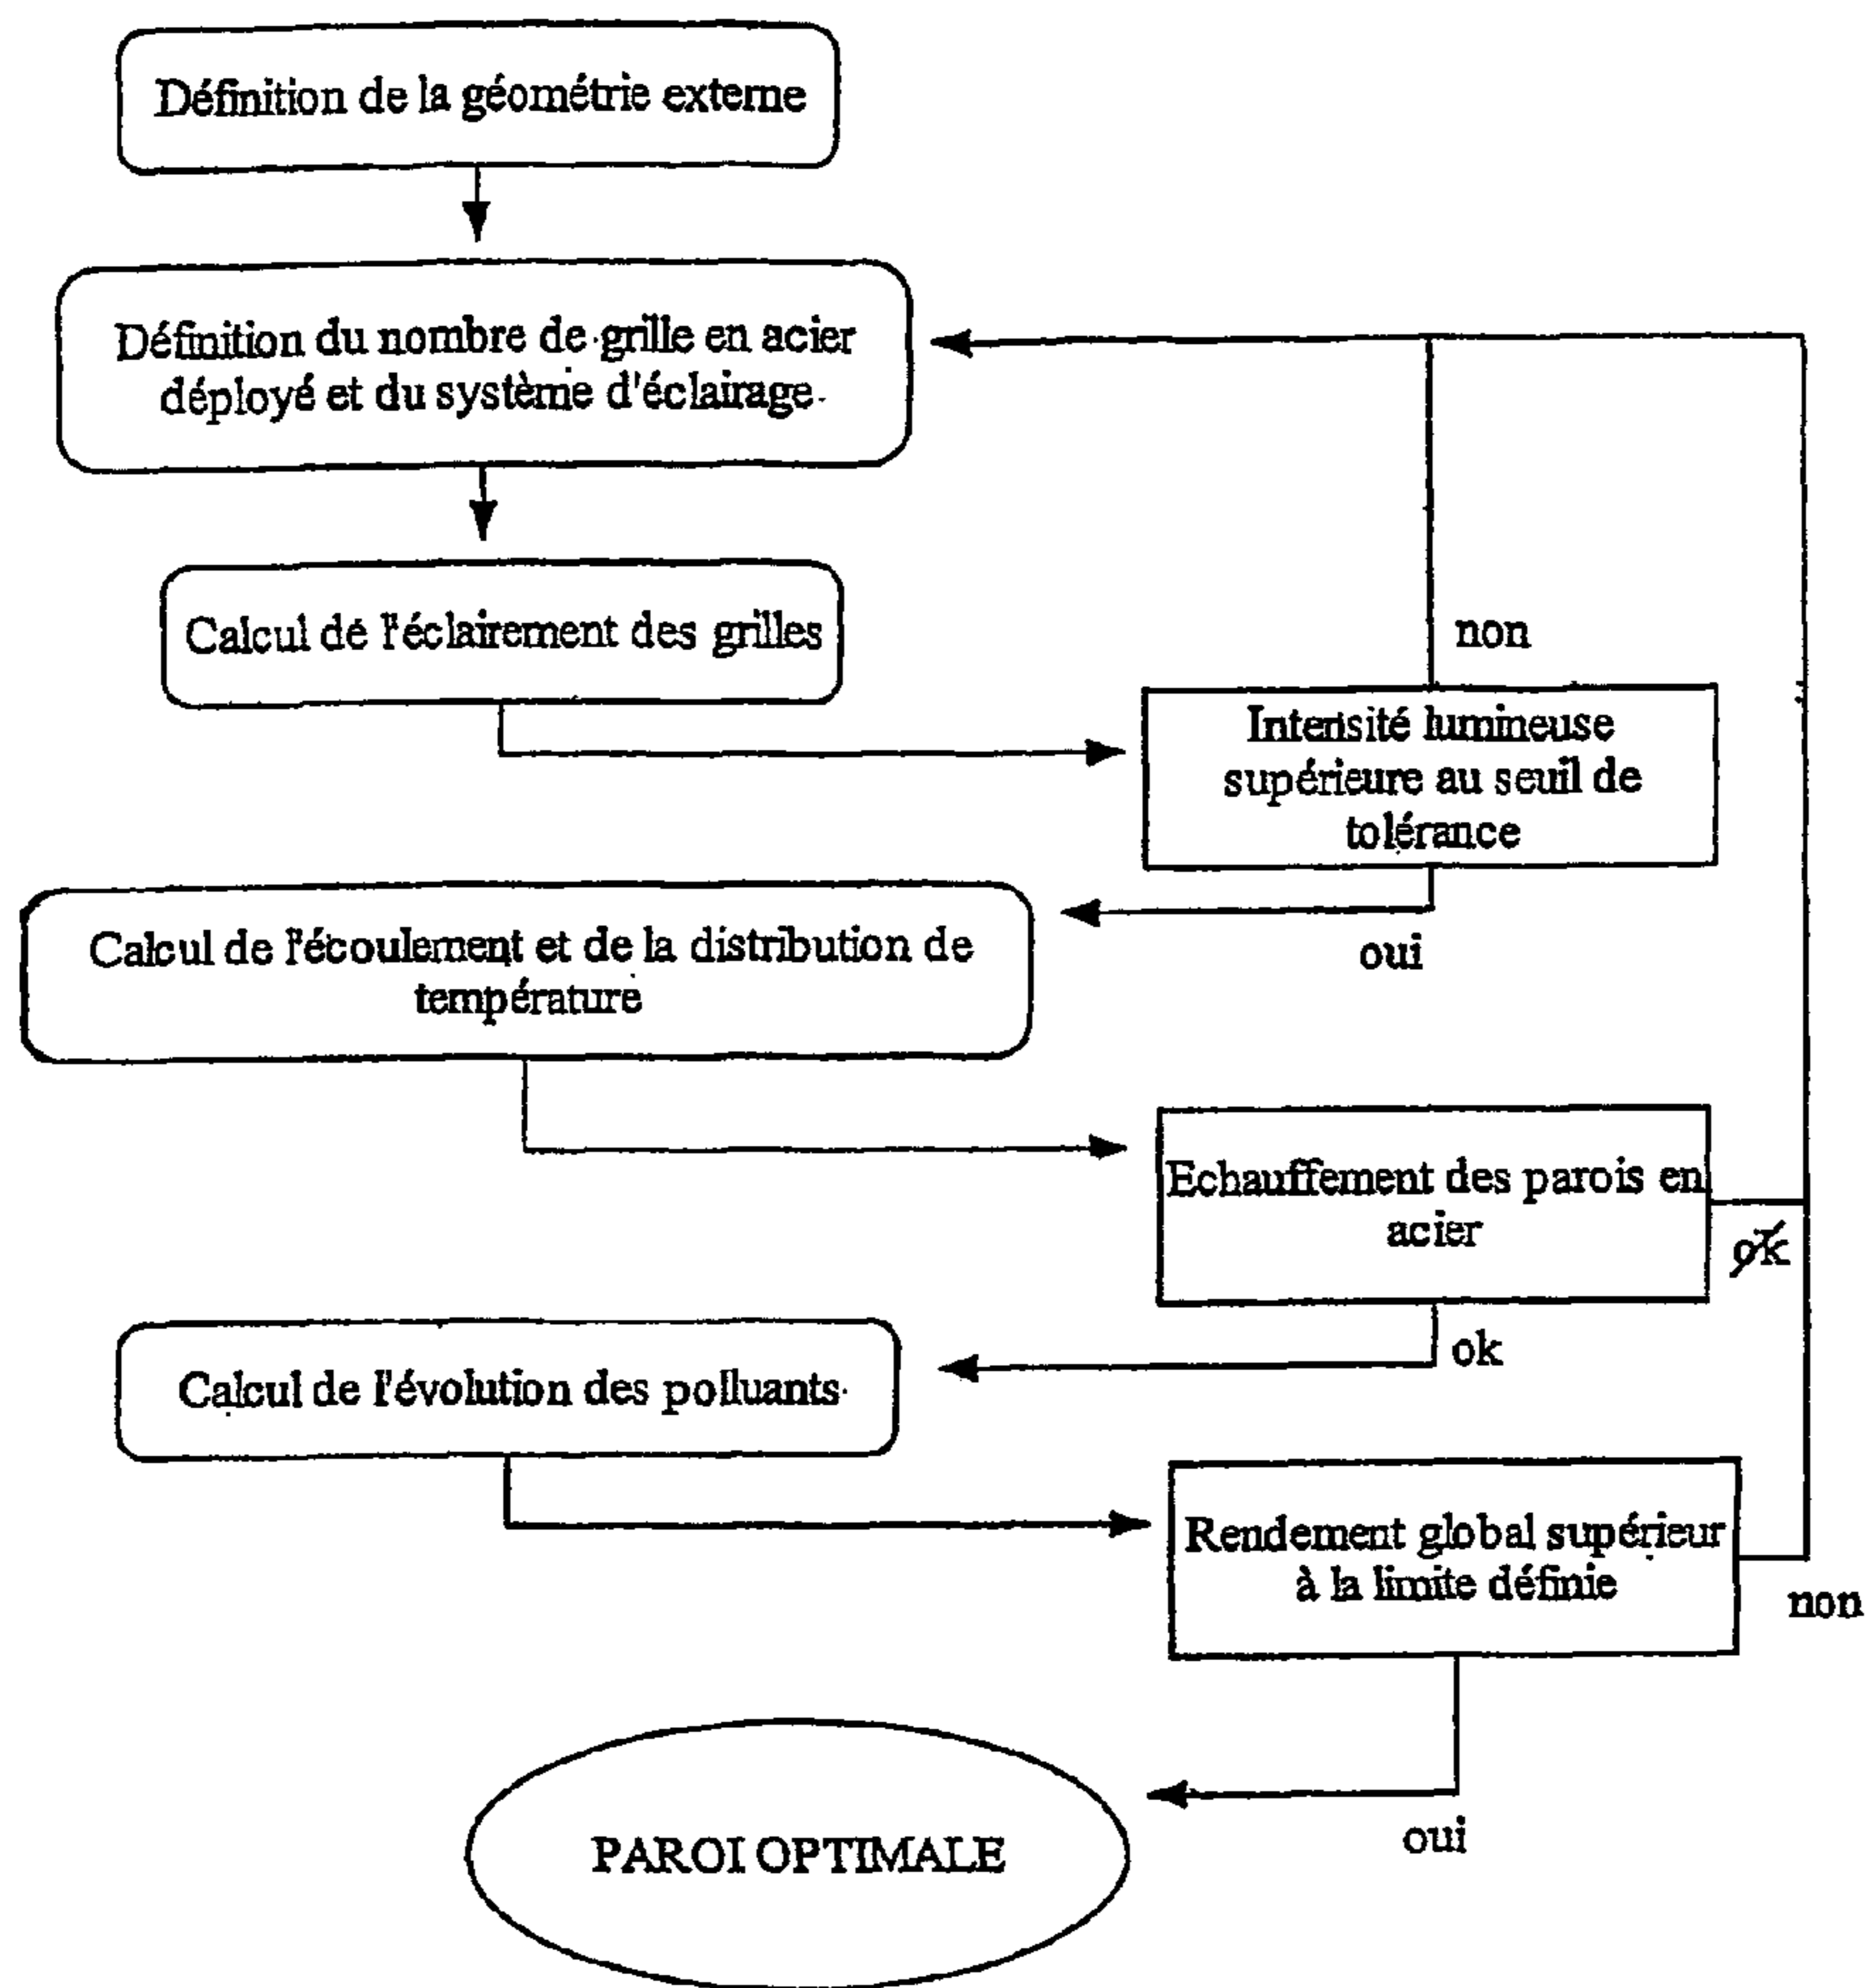 Définition de la géométrie externe
Définition du nombre de grille en acier
déployé et du système d'éclairage
Calcul de l'éclairement des grilles
non
Intensité lumineuse
supérieure au seuil de
tolérance
oui
Calcul de l'écoulement et de la distribution de
température
Echauffement des parois en
acier
ok
ok
Calcul de l'évolution des polluants
Rendement global supérieur
à la limite définie
non
oui
PAROI OPTIMALE